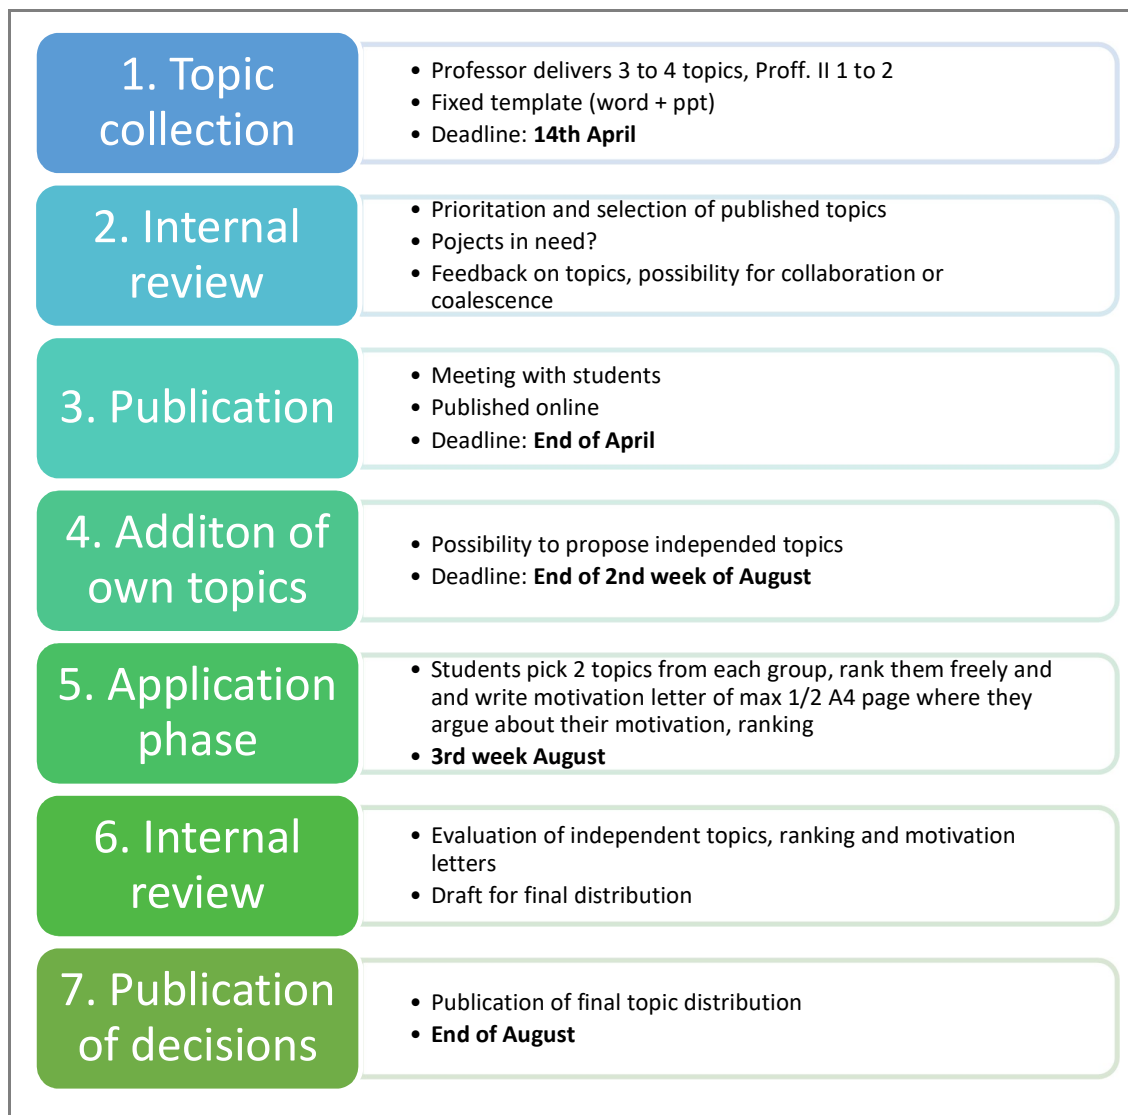 1. Topic
collection
• Professor delivers 3 to 4 topics, Proff. II 1 to 2
• Fixed template (word + ppt)
• Deadline: 14th April
2. Internal
review
• Prioritation and selection of published topics
• Pojects in need?
• Feedback on topics, possibility for collaboration or
coalescence
3. Publication
• Meeting with students
• Published online
• Deadline: End of April
4. Additon of
own topics
• Possibility to propose independed topics
• Deadline: End of 2nd week of August
5. Application
phase
• Students pick 2 topics from each group, rank them freely and
and write motivation letter of max 1/2 A4 page where they
argue about their motivation, ranking
• 3rd week August
6. Internal
review
• Evaluation of independent topics, ranking and motivation
letters
• Draft for final distribution
7. Publication
of decisions
• Publication of final topic distribution
• End of August